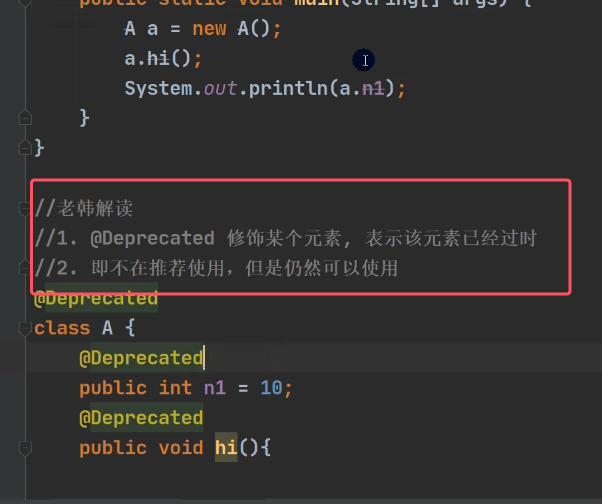 public static void main(String[] args) {
A a = new A();
a.hi();
System.out.println(a.n1);
}
}
//老韩解读
//1. @Deprecated 修饰某个元素, 表示该元素已经过时
//2. 即不在推荐使用，但是仍然可以使用
@Deprecated
class A {
@Deprecated
public int n1 = 10;
@Deprecated
public void hi(){